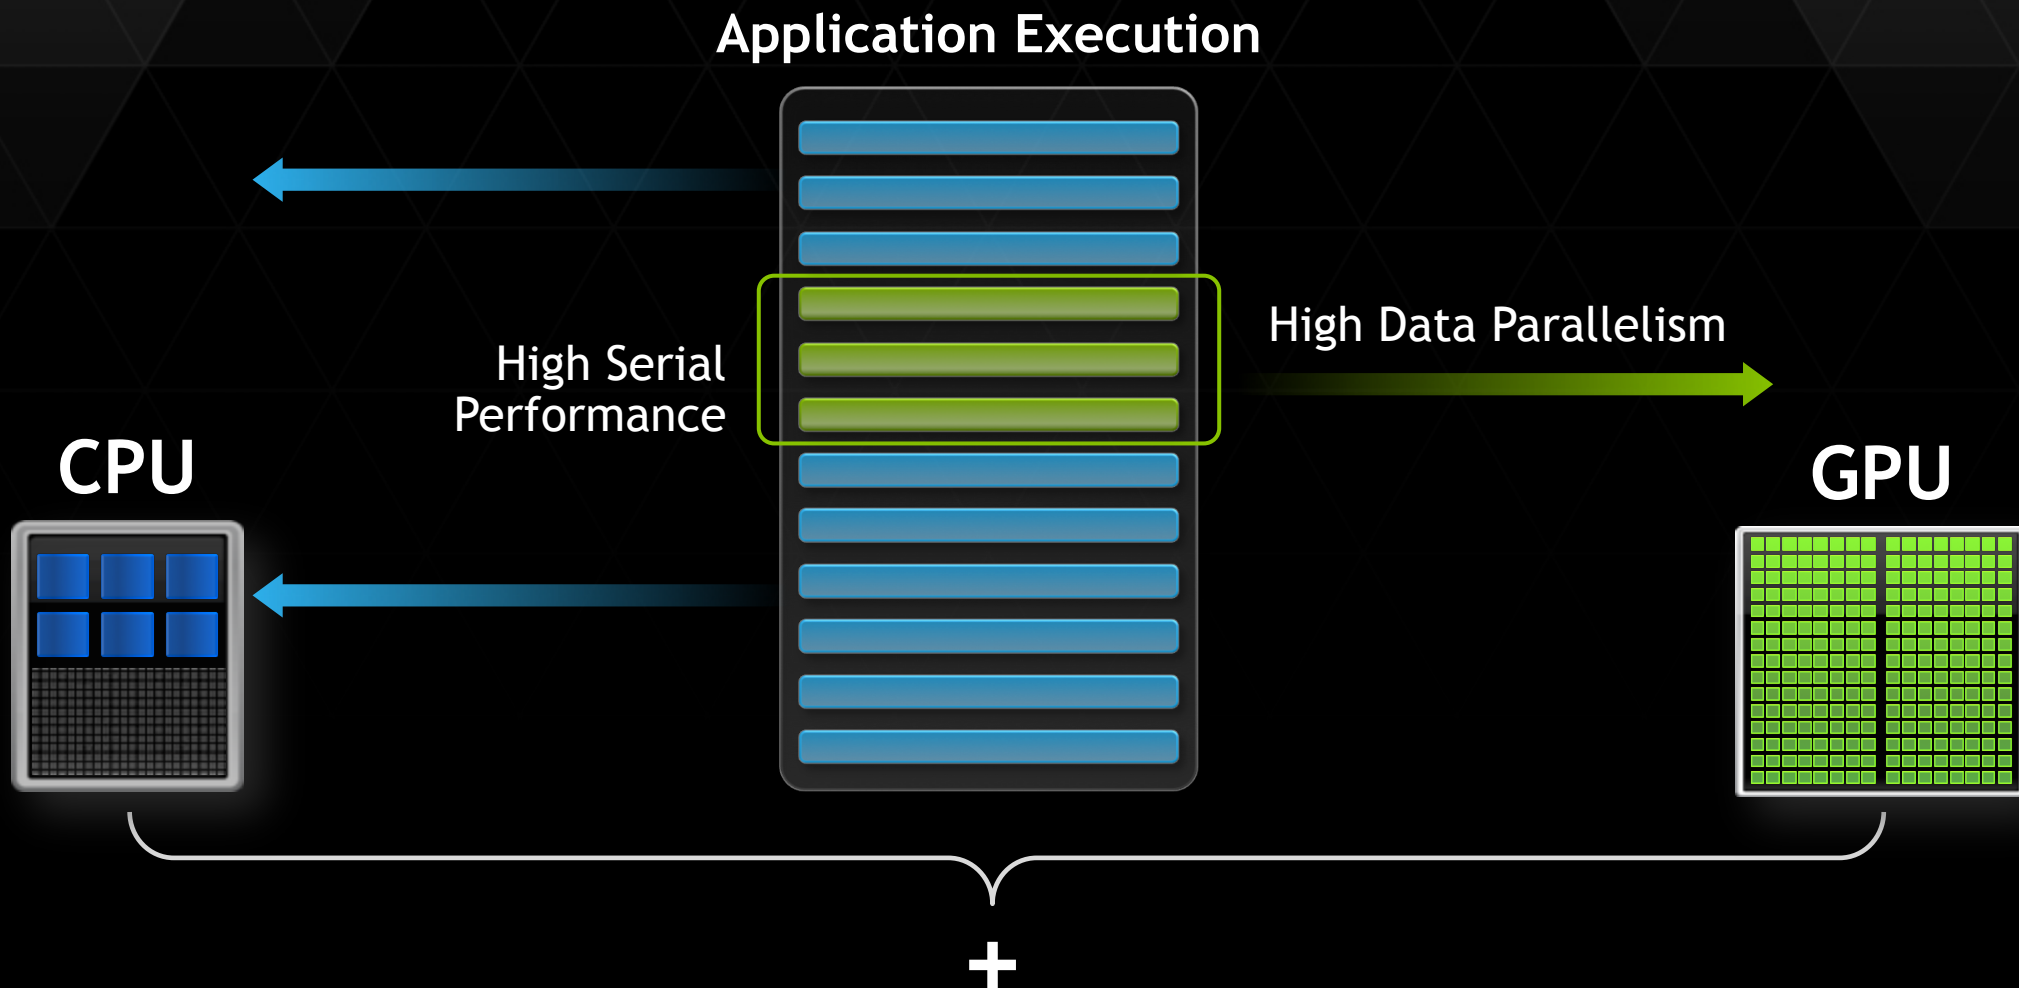 Application Execution
High Data Parallelism
High Serial
Performance
CPU
GPU
+